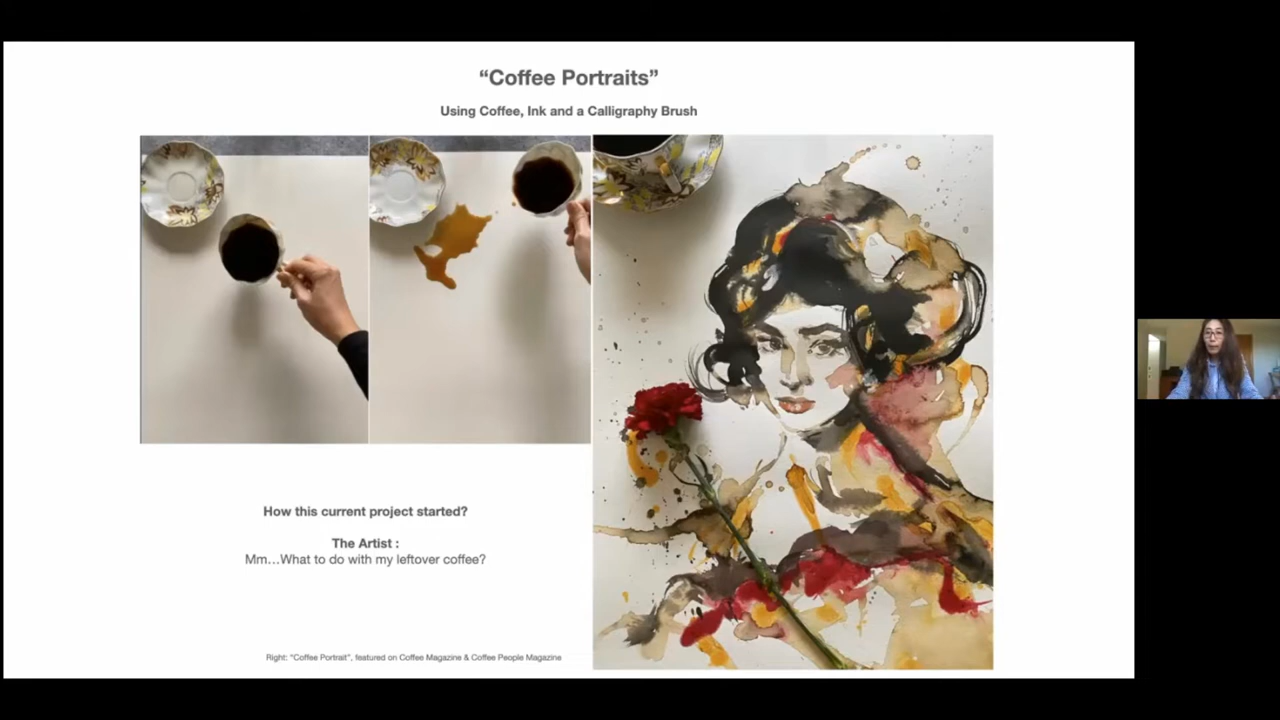 “Coffee Portraits”
Using Coffee, Ink and a Calligraphy Brush
How this current project started?
The Artist :
Mm…What to do with my leftover coffee?
Right: “Coffee Portrait”, featured on Coffee Magazine & Coffee People Magazine